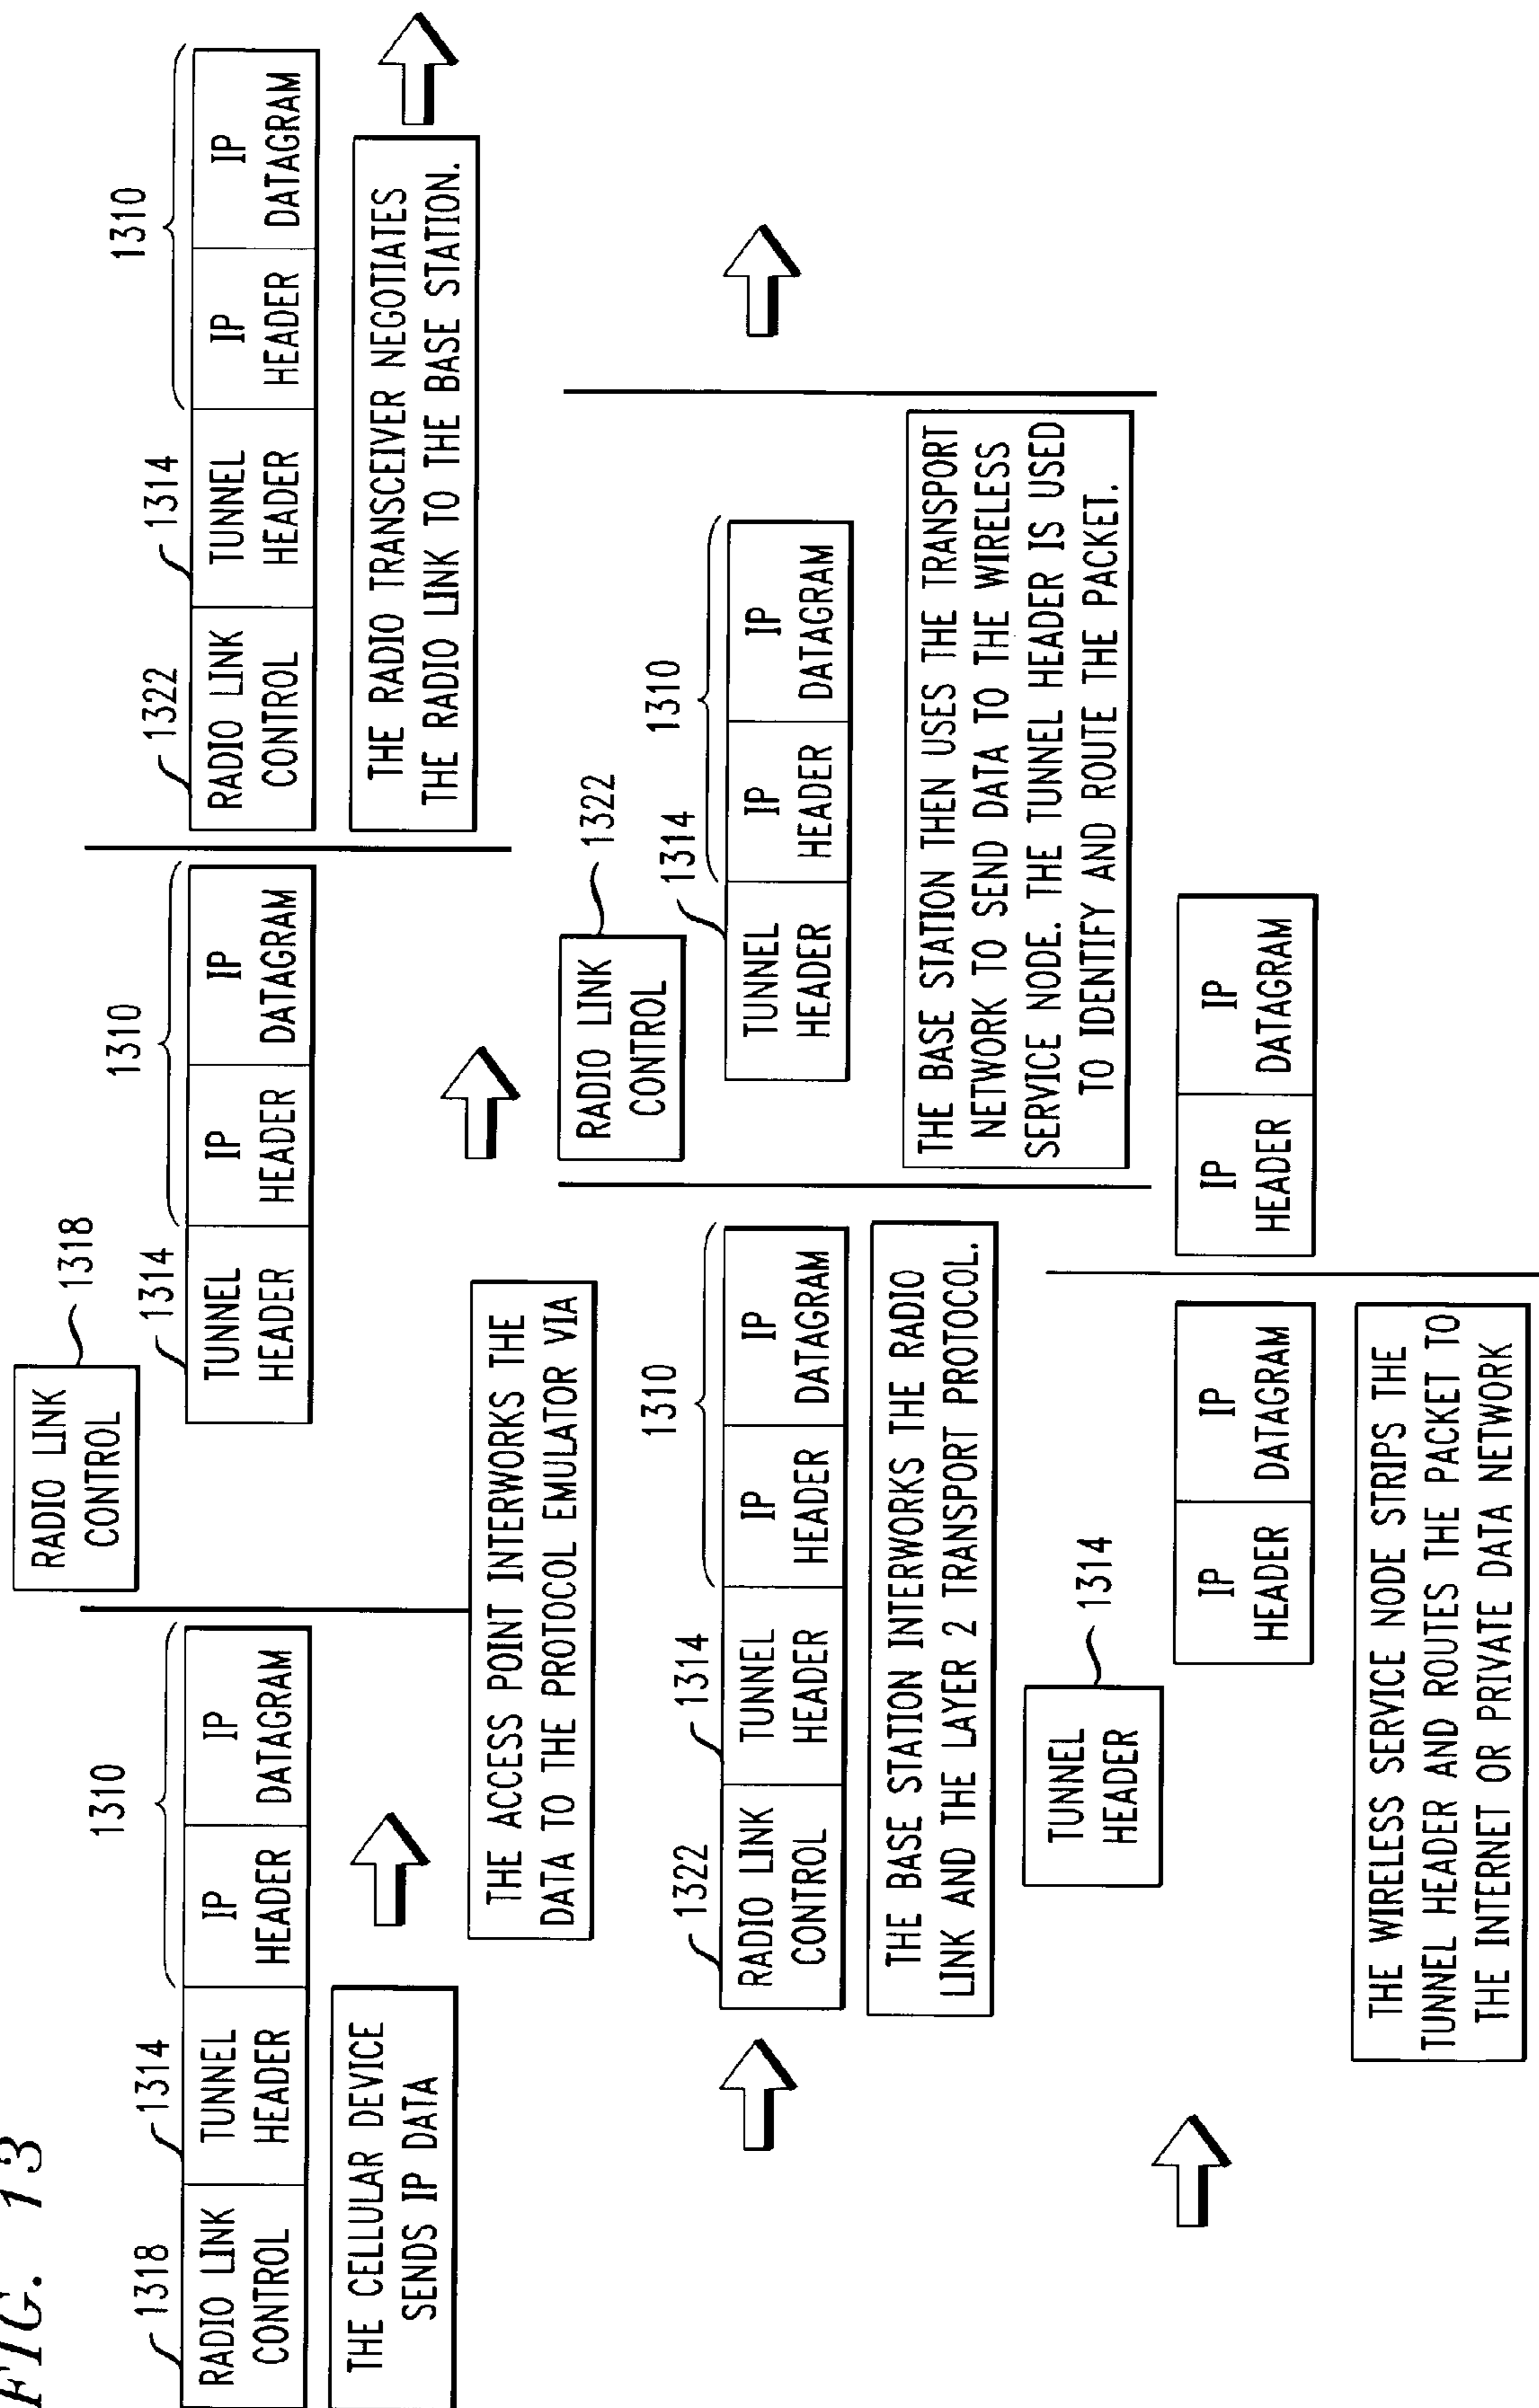 FIG. 13
1318
1314
1310
RADIO LINK
CONTROL
TUNNEL
HEADER
IP
HEADER
IP
DATAGRAM
THE CELLULAR DEVICE
SENDS IP DATA
RADIO LINK
CONTROL
1318
1314
1310
TUNNEL
HEADER
IP
HEADER
IP
DATAGRAM
THE ACCESS POINT INTERWORKS THE
DATA TO THE PROTOCOL EMULATOR VIA
1322
1314
1310
RADIO LINK
CONTROL
TUNNEL
HEADER
IP
HEADER
IP
DATAGRAM
THE RADIO TRANSCEIVER NEGOTIATES
THE RADIO LINK TO THE BASE STATION.
1322
1314
1310
RADIO LINK
CONTROL
TUNNEL
HEADER
IP
HEADER
IP
DATAGRAM
THE BASE STATION INTERWORKS THE RADIO
LINK AND THE LAYER 2 TRANSPORT PROTOCOL.
RADIO LINK
CONTROL
1322
1314
1310
TUNNEL
HEADER
IP
HEADER
IP
DATAGRAM
THE BASE STATION THEN USES THE TRANSPORT
NETWORK TO SEND DATA TO THE WIRELESS
SERVICE NODE. THE TUNNEL HEADER IS USED
TO IDENTIFY AND ROUTE THE PACKET.
TUNNEL
HEADER
1314
IP
HEADER
IP
DATAGRAM
THE WIRELESS SERVICE NODE STRIPS THE
TUNNEL HEADER AND ROUTES THE PACKET TO
THE INTERNET OR PRIVATE DATA NETWORK
IP
HEADER
IP
DATAGRAM